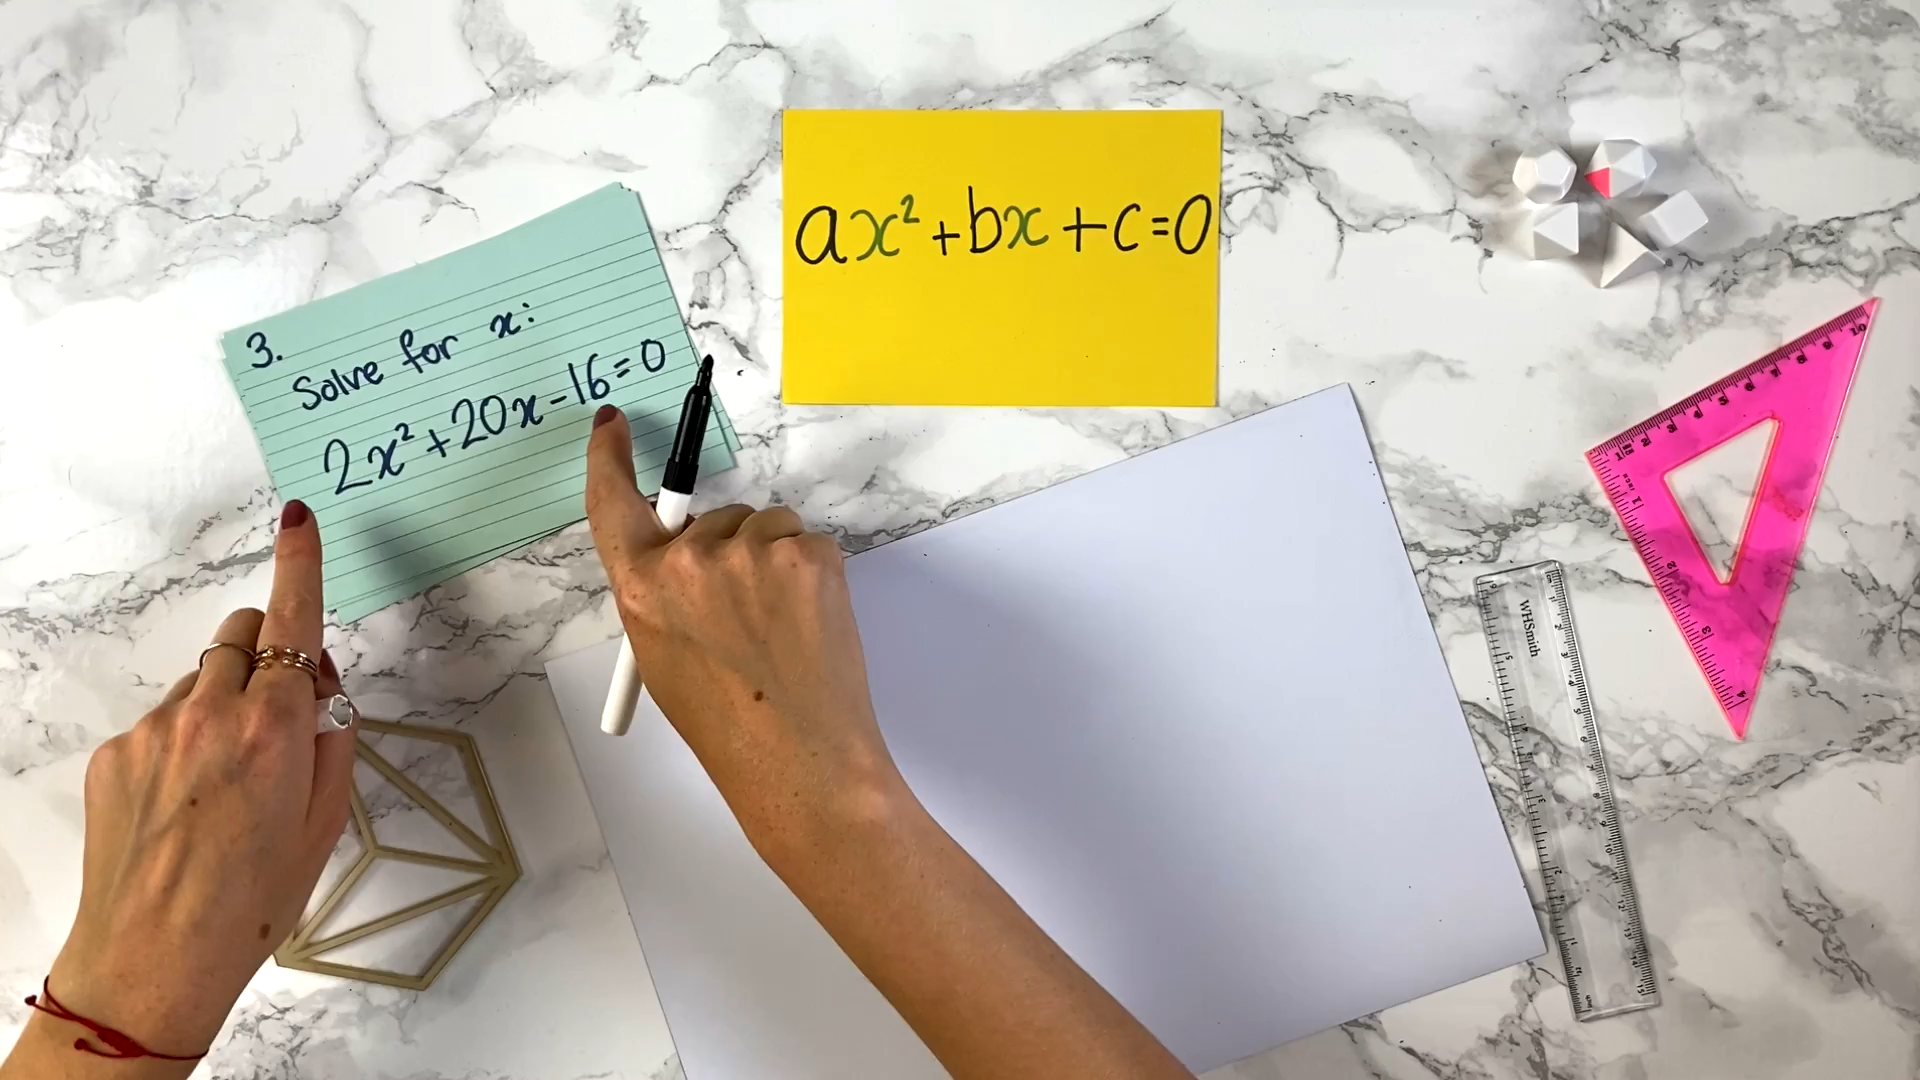 3.
Solve for x:
2x² + 20x - 16 = 0
ax² + bx + c = 0
WHSmith